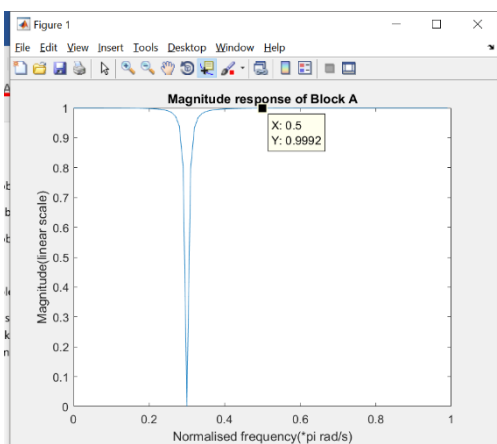 Figure 1
File Edit View Insert Tools Desktop Window Help
Magnitude response of Block A
X: 0.5
Y: 0.9992
1
0.9
0.8
0.7
0.6
0.5
0.4
0.3
0.2
0.1
0
Magnitude(linear scale)
0 0.2 0.4 0.6 0.8 1
Normalised frequency(*pi rad/s)